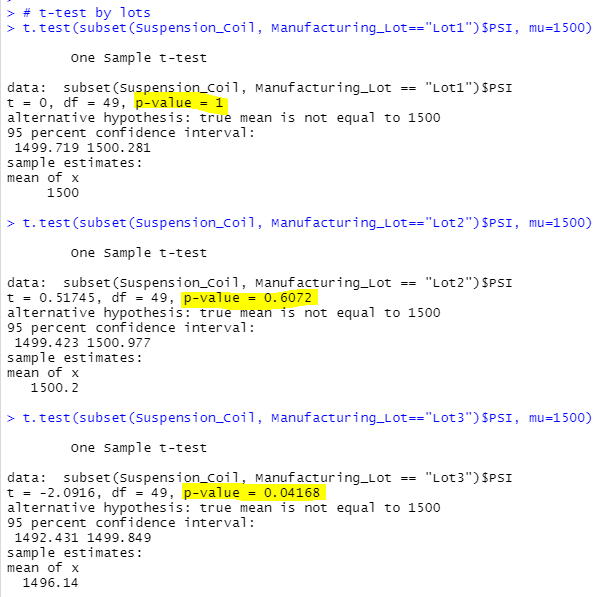 > # t-test by lots
> t.test(subset(Suspension_Coil, Manufacturing_Lot=="Lot1")$PSI, mu=1500)
One Sample t-test
data:  subset(Suspension_Coil, Manufacturing_Lot == "Lot1")$PSI
t = 0, df = 49, p-value = 1
alternative hypothesis: true mean is not equal to 1500
95 percent confidence interval:
1499.719 1500.281
sample estimates:
mean of x
1500
> t.test(subset(Suspension_Coil, Manufacturing_Lot=="Lot2")$PSI, mu=1500)
One Sample t-test
data:  subset(Suspension_Coil, Manufacturing_Lot == "Lot2")$PSI
t = 0.51745, df = 49, p-value = 0.6072
alternative hypothesis: true mean is not equal to 1500
95 percent confidence interval:
1499.423 1500.977
sample estimates:
mean of x
1500.2
> t.test(subset(Suspension_Coil, Manufacturing_Lot=="Lot3")$PSI, mu=1500)
One Sample t-test
data:  subset(Suspension_Coil, Manufacturing_Lot == "Lot3")$PSI
t = -2.0916, df = 49, p-value = 0.04168
alternative hypothesis: true mean is not equal to 1500
95 percent confidence interval:
1492.431 1499.849
sample estimates:
mean of x
1496.14